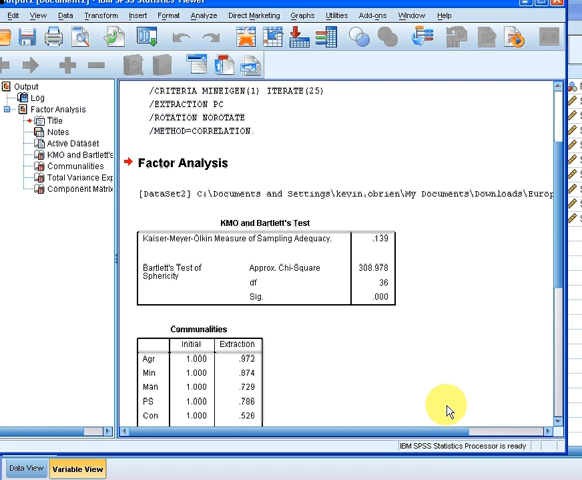 Output2 [Document2] - IBM SPSS Statistics Viewer
Edit View Data Transform Insert Format Analyze Direct Marketing Graphs Utilities Add-ons Window Help
Output
Log
Factor Analysis
Title
Notes
Active Dataset
KMO and Bartlett's
Communalities
Total Variance Exp
Component Matrix
/CRITERIA MINEIGEN(1) ITERATE(25)
/EXTRACTION PC
/ROTATION NOROTATE
/METHOD=CORRELATION.
Factor Analysis
[DataSet2] C:\Documents and Settings\kevin.obrien\My Documents\Downloads\Europ
KMO and Bartlett's Test
Kaiser-Meyer-Olkin Measure of Sampling Adequacy. .139
Bartlett's Test of Sphericity Approx. Chi-Square 308.978
df 36
Sig. .000
Communalities
Initial Extraction
Agr 1.000 .972
Min 1.000 .874
Man 1.000 .729
PS 1.000 .786
Con 1.000 .526
IBM SPSS Statistics Processor is ready
Data View Variable View